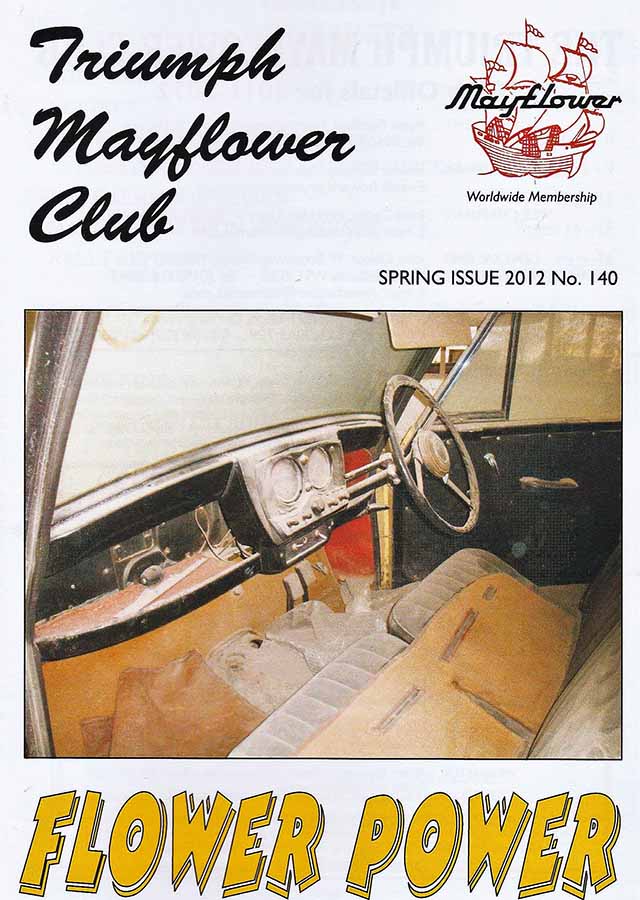 Triumph
Mayflower
Club
Mayflower
Worldwide Membership
SPRING ISSUE 2012 No. 140
FLOWER POWER